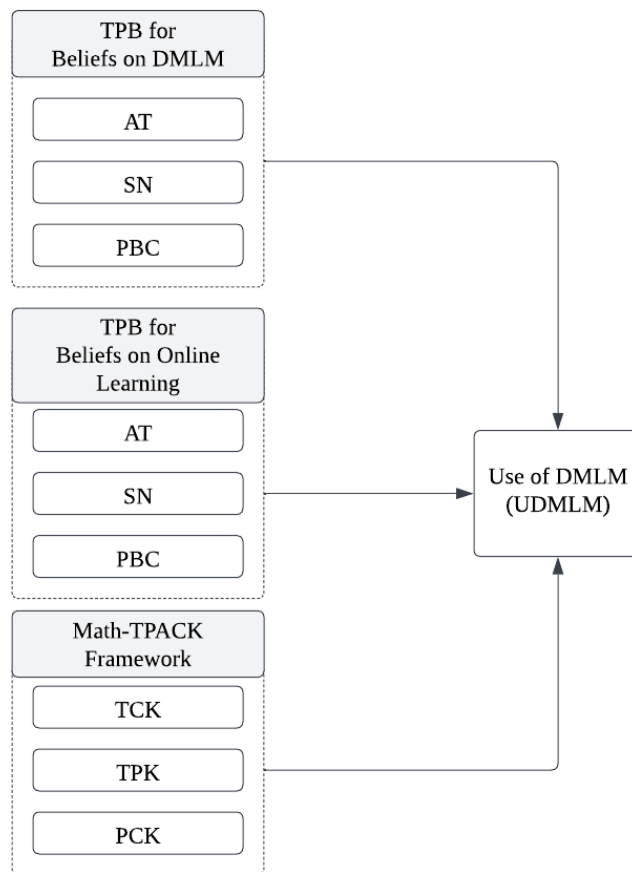 TPB for
Beliefs on DMLM
AT
SN
PBC
TPB for
Beliefs on Online
Learning
AT
SN
PBC
Use of DMLM
(UDMLM)
Math-TPACK
Framework
TCK
TPK
PCK